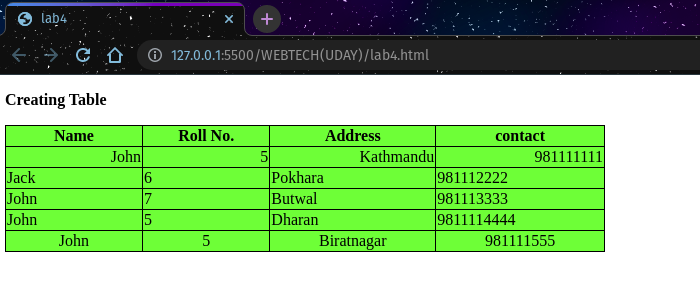 lab4
127.0.0.1:5500/WEBTECH(UDAY)/lab4.html
Creating Table
Name Roll No. Address contact
John 5 Kathmandu 981111111
Jack 6 Pokhara 981112222
John 7 Butwal 981113333
John 5 Dharan 9811114444
John 5 Biratnagar 981111555